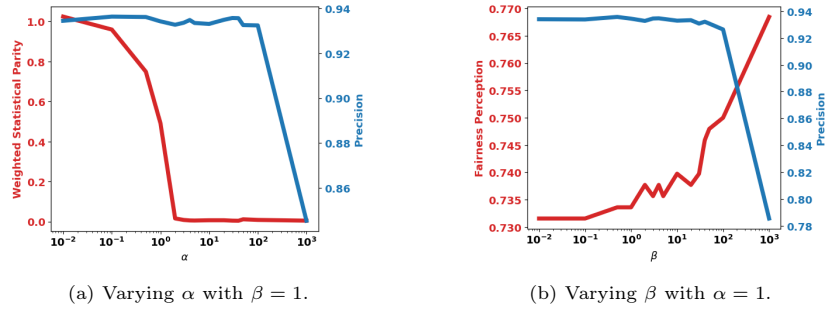 1.0
0.8
0.6
0.4
0.2
0.0
Weighted Statistical Parity
0.94
0.92
0.90
0.88
0.86
Precision
10⁻² 10⁻¹ 10⁰ 10¹ 10² 10³
α
(a) Varying α with β = 1.
0.770
0.765
0.760
0.755
0.750
0.745
0.740
0.735
0.730
Fairness Perception
0.94
0.92
0.90
0.88
0.86
0.84
0.82
0.80
0.78
Precision
10⁻² 10⁻¹ 10⁰ 10¹ 10² 10³
β
(b) Varying β with α = 1.